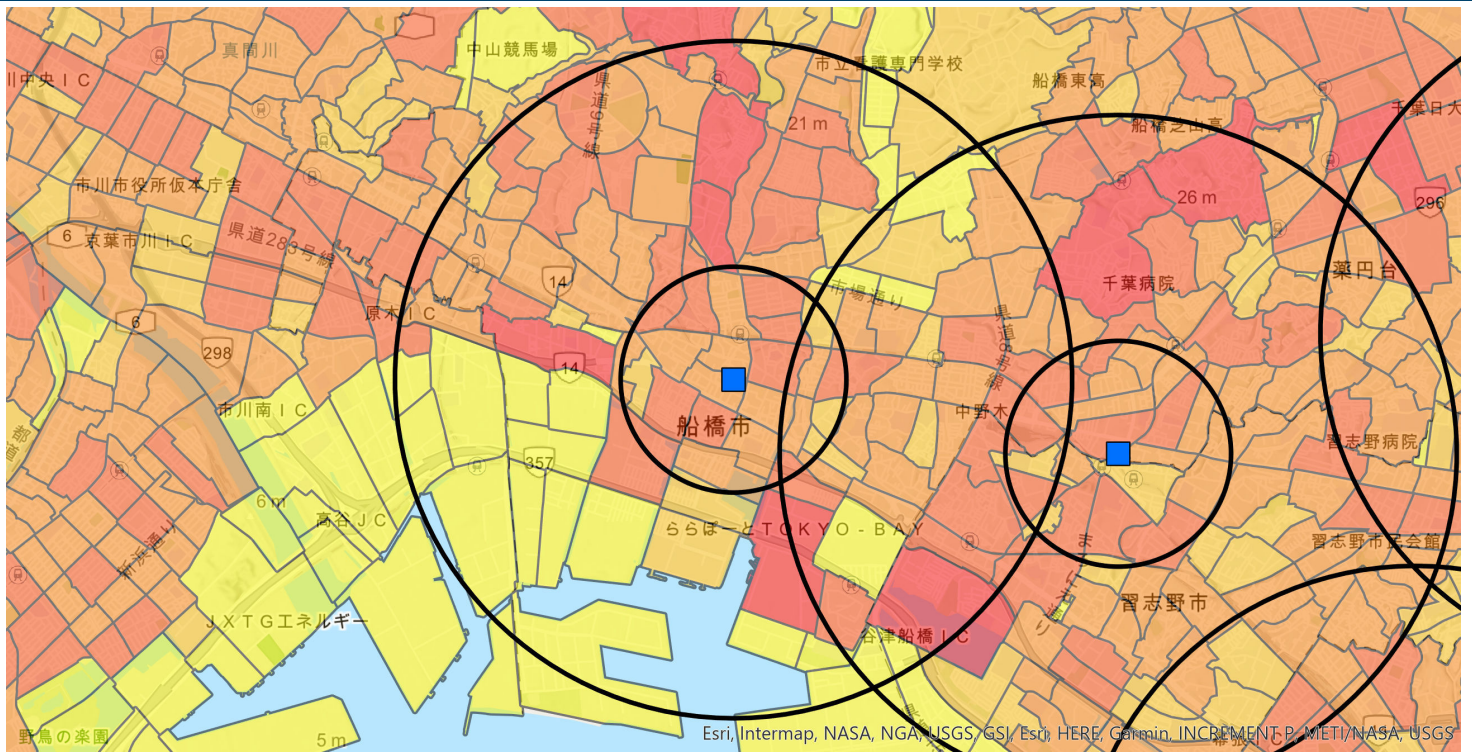 中山競馬場
真間川
市立看護専門学校
船橋東高
川中央ＩＣ
県道9号線
千葉日大
21 m
船橋芝山高
市川市役所仮本庁舎
26 m
296
県道283号線
6
京葉市川ＩＣ
薬円台
14
千葉病院
市場通り
原木ＩＣ
6
県道8号線
298
14
市川南ＩＣ
中野木
船橋市
習志野病院
357
6 m
高谷ＪＣ
ららぽーとＴＯＫＹＯ-ＢＡＹ
新浜通り
習志野市民会館
習志野市
ＪＸＴＧエネルギー
谷津船橋ＩＣ
野鳥の楽園
5 m
Esri, Intermap, NASA, NGA, USGS, GSI, Esri, HERE, Garmin, INCREMENT P, METI/NASA, USGS